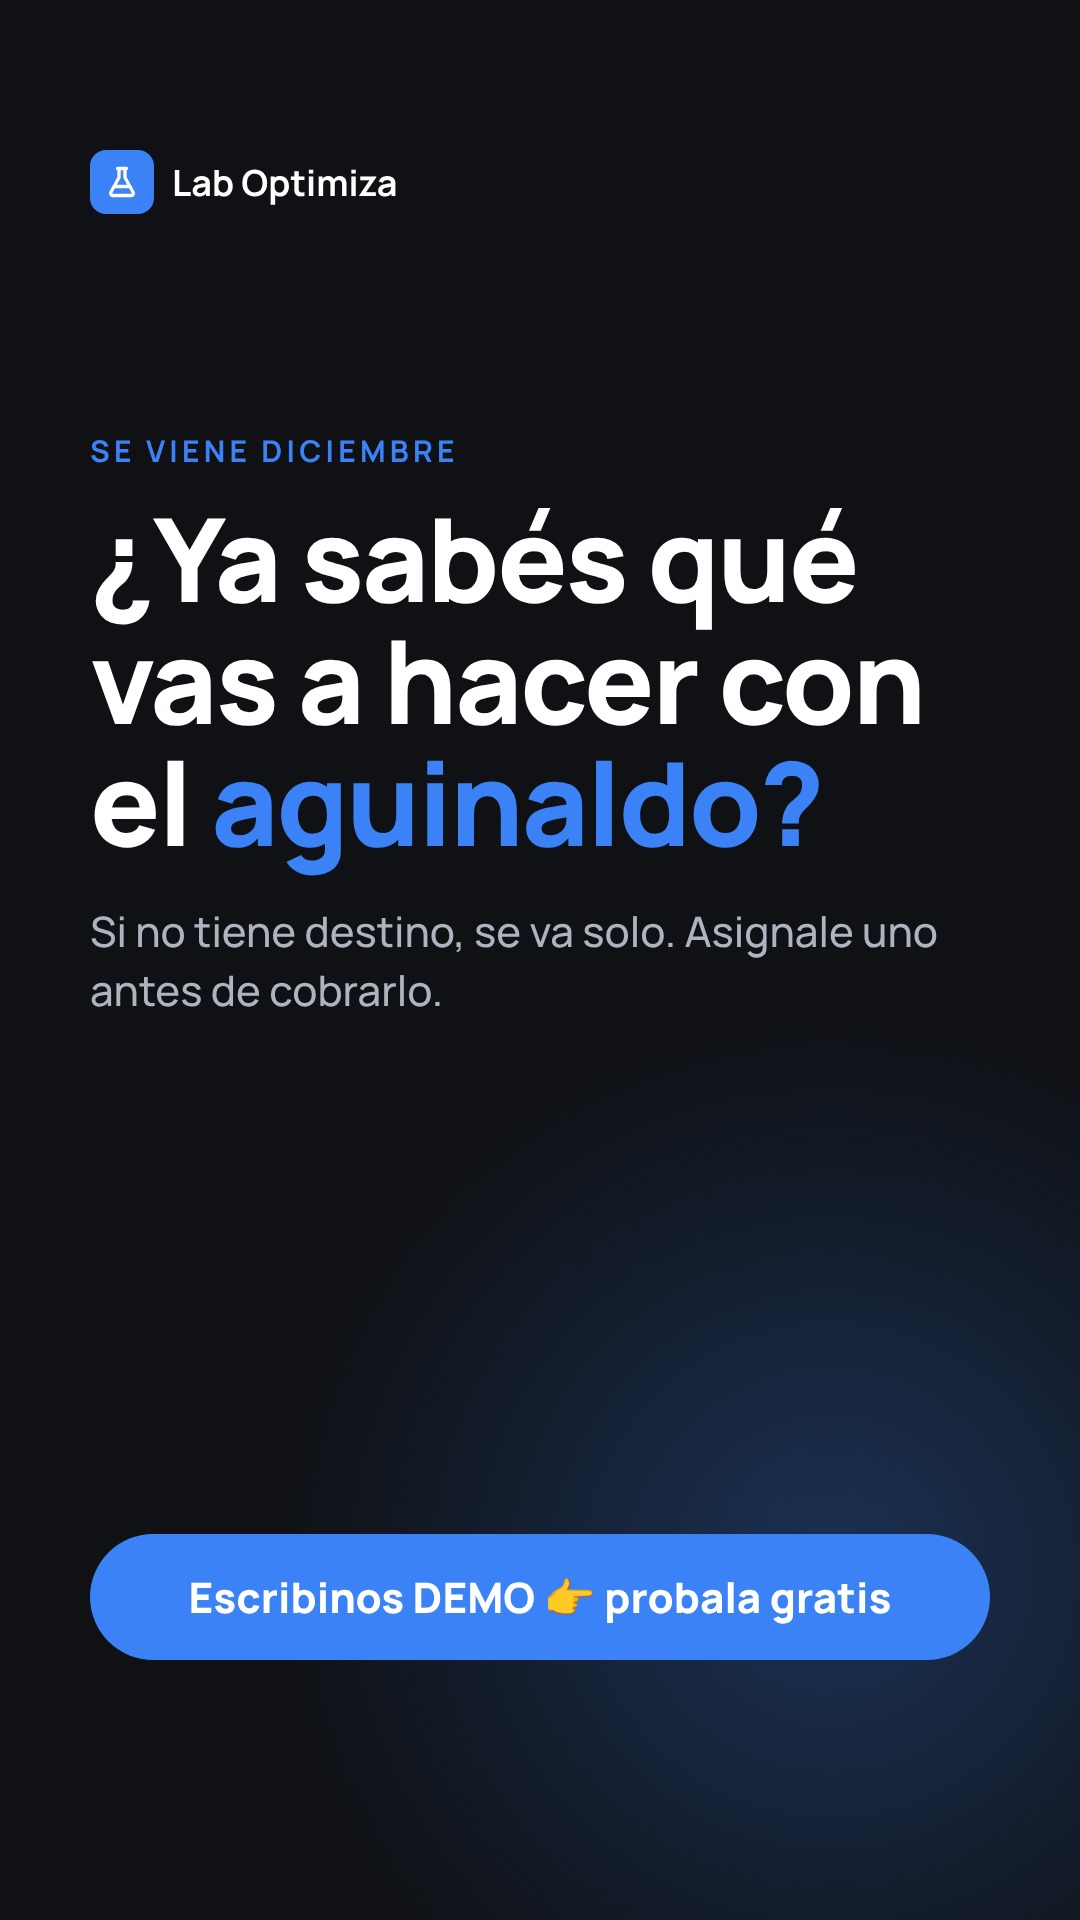 Lab Optimiza
SE VIENE DICIEMBRE
¿Ya sabés qué
vas a hacer con
el aguinaldo?
Si no tiene destino, se va solo. Asignale uno
antes de cobrarlo.
Escribinos DEMO 👉 probala gratis